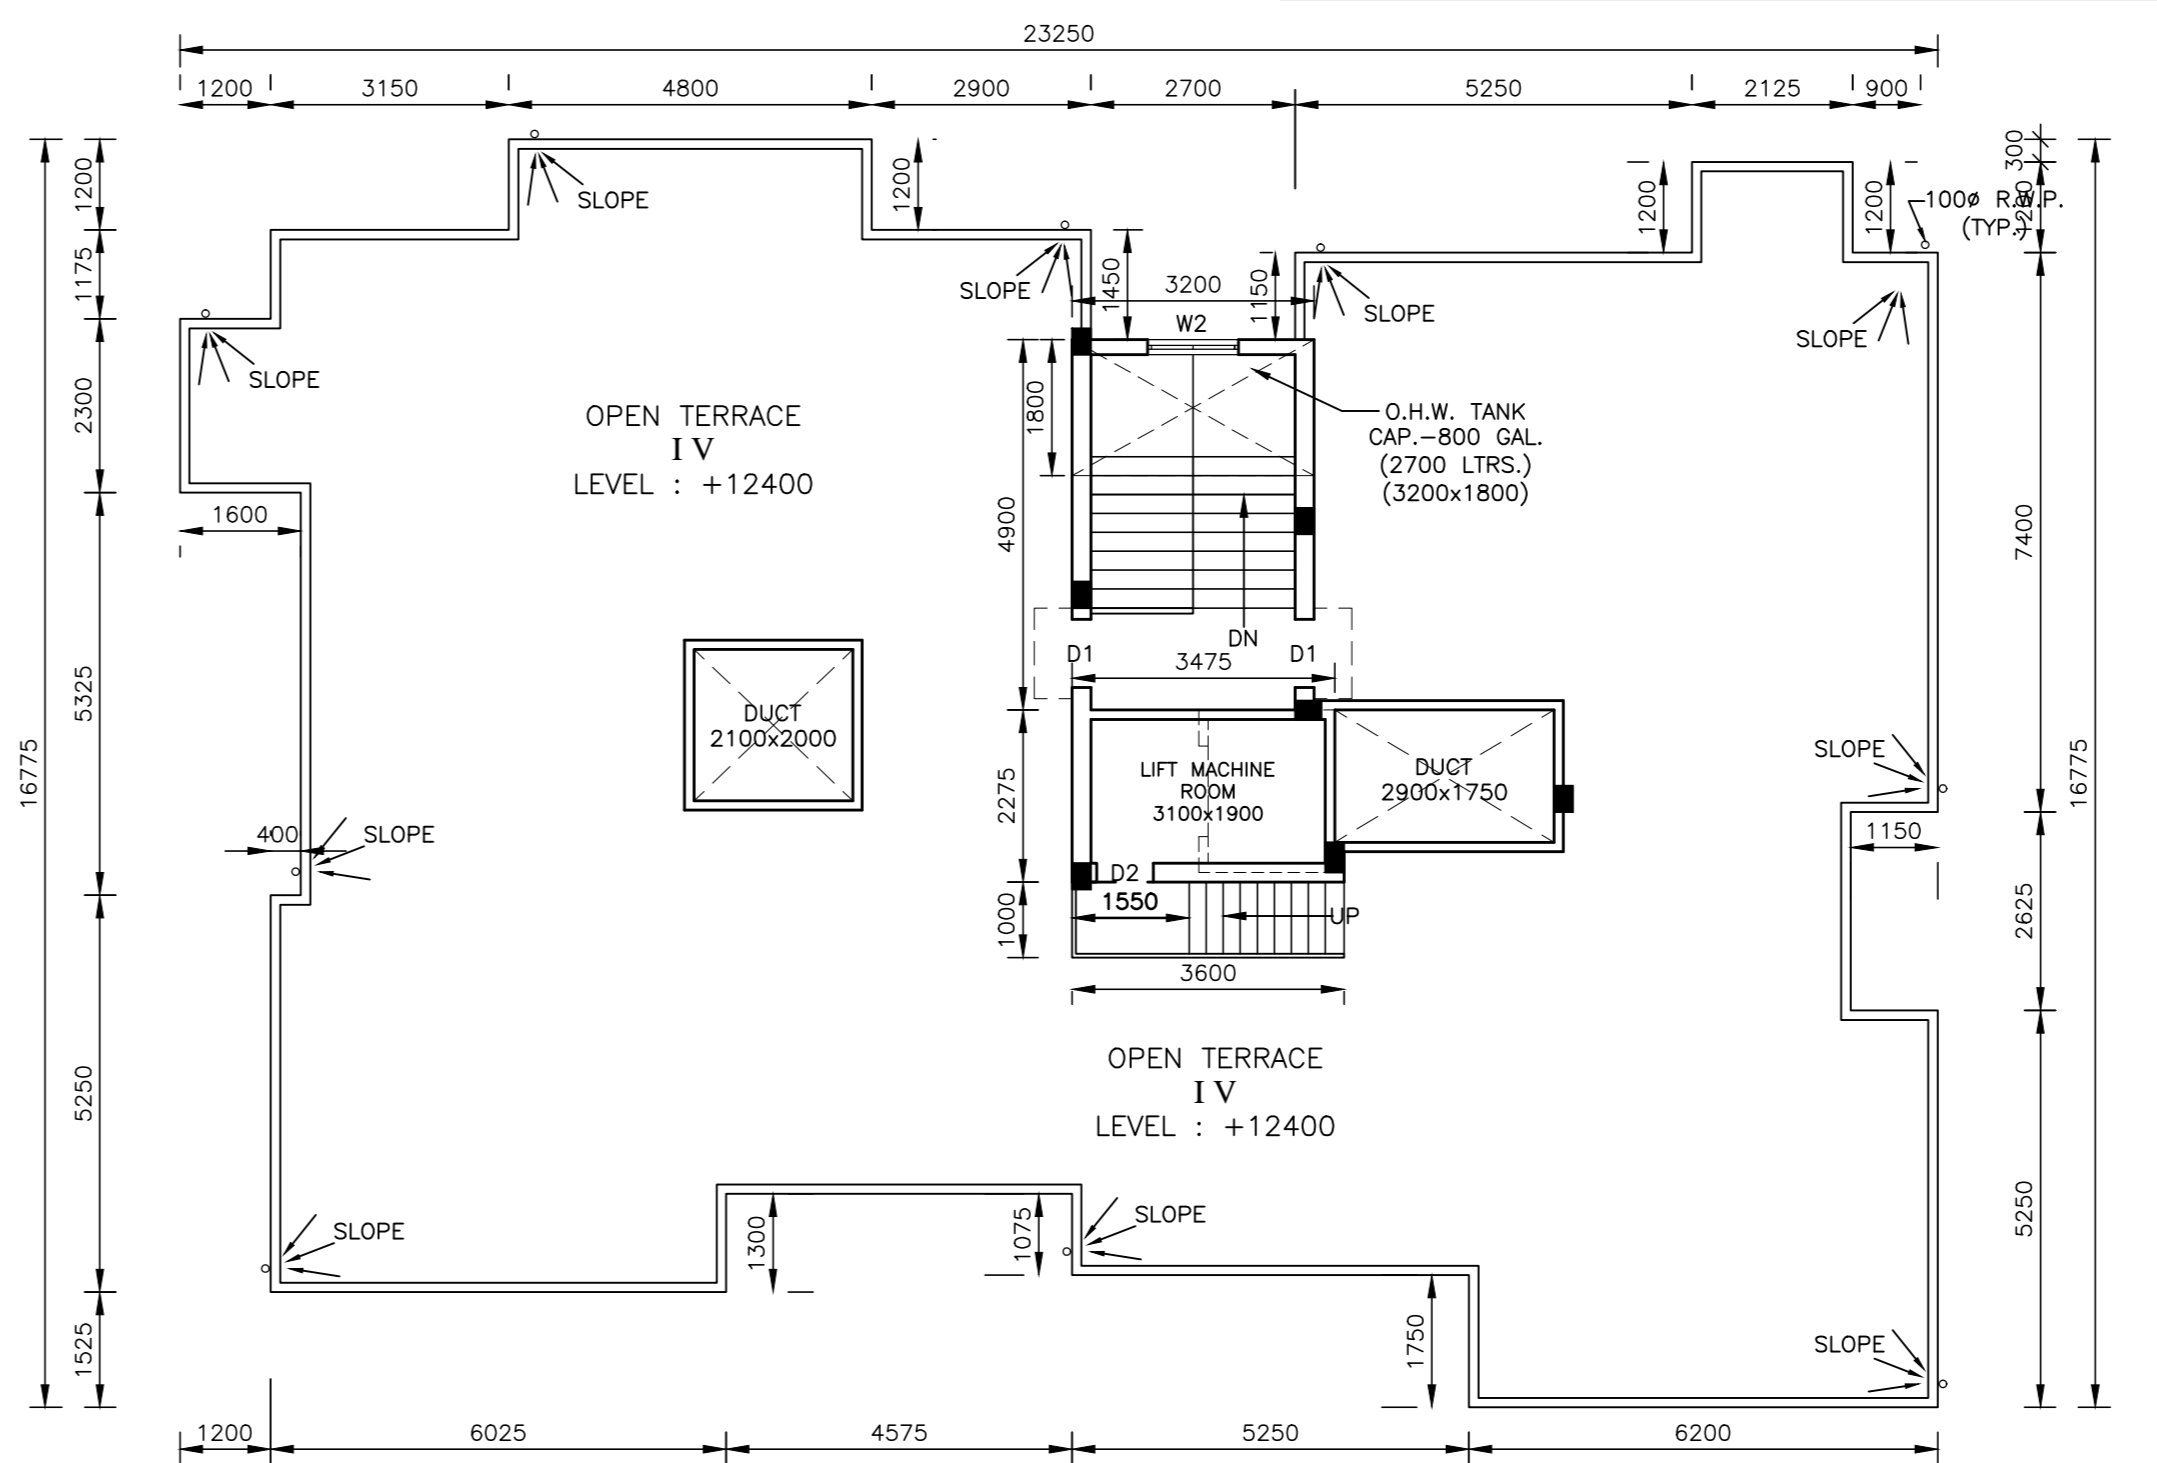 23250
1200 3150 4800 2900 2700 5250 2125 900
1200
1175
2300
5325
5250
1525
16775
SLOPE
1200
SLOPE
SLOPE
1450
1150
3200
W2
SLOPE
1200
1200
SLOPE
300
1200
100ø R.W.P.
(TYP.)
OPEN TERRACE
IV
LEVEL : +12400
1800
4900
O.H.W. TANK
CAP.-800 GAL.
(2700 LTRS.)
(3200x1800)
1600
7400
DN
D1
D1
3475
DUCT
2100x2000
LIFT MACHINE
ROOM
3100x1900
DUCT
2900x1750
SLOPE
16775
2275
400
SLOPE
1150
D2
1550
UP
1000
3600
2625
OPEN TERRACE
IV
LEVEL : +12400
5250
SLOPE
1300
1075
SLOPE
1750
SLOPE
1200 6025 4575 5250 6200